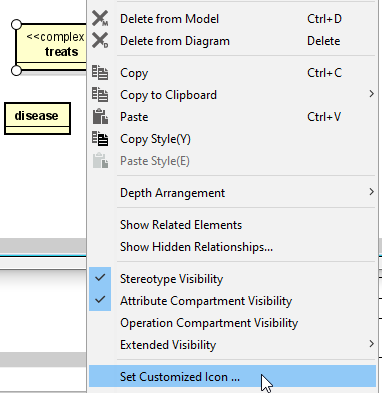 <<complex
treats
disease
Delete from Model Ctrl+D
Delete from Diagram Delete
Copy Ctrl+C
Copy to Clipboard
Paste Ctrl+V
Copy Style(Y)
Paste Style(E)
Depth Arrangement
Show Related Elements
Show Hidden Relationships...
Stereotype Visibility
Attribute Compartment Visibility
Operation Compartment Visibility
Extended Visibility
Set Customized Icon ...